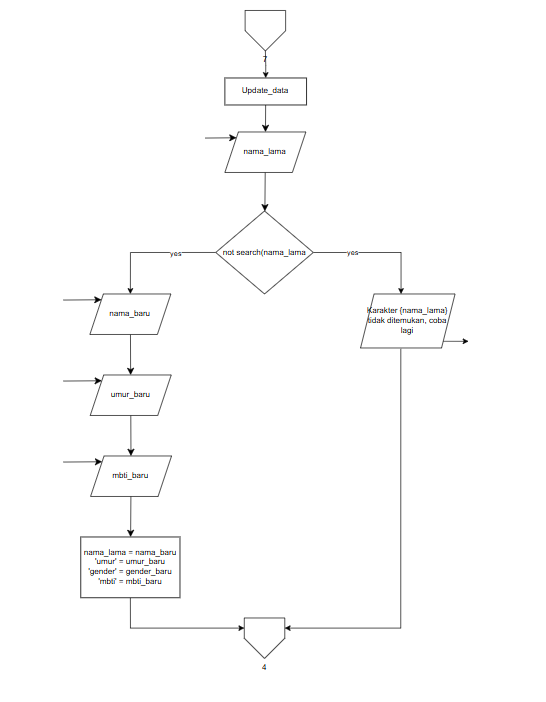 7
Update_data
nama_lama
not search(nama_lama
yes
yes
nama_baru
Karakter {nama_lama}
tidak ditemukan, coba
lagi
umur_baru
mbti_baru
nama_lama = nama_baru
'umur' = umur_baru
'gender' = gender_baru
'mbti' = mbti_baru
4